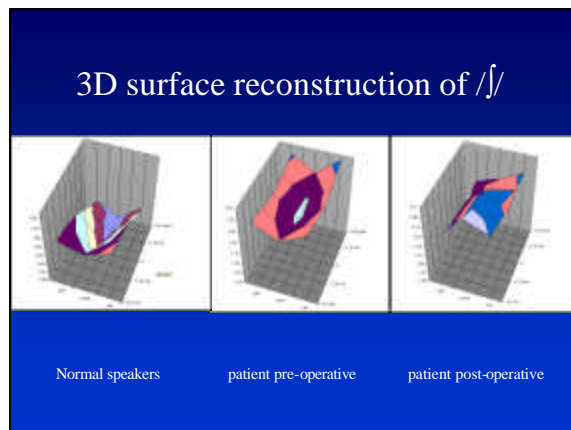 3D surface reconstruction of /ʃ/
Normal speakers
patient pre-operative
patient post-operative